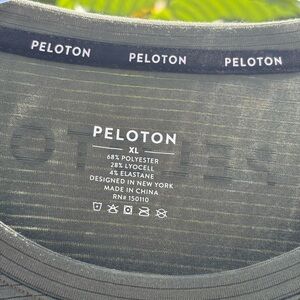 PELOTON PELOTON PELOTON
PELOTON
XL
68% POLYESTER
28% LYOCELL
4% ELASTANE
DESIGNED IN NEW YORK
MADE IN CHINA
RN# 150110